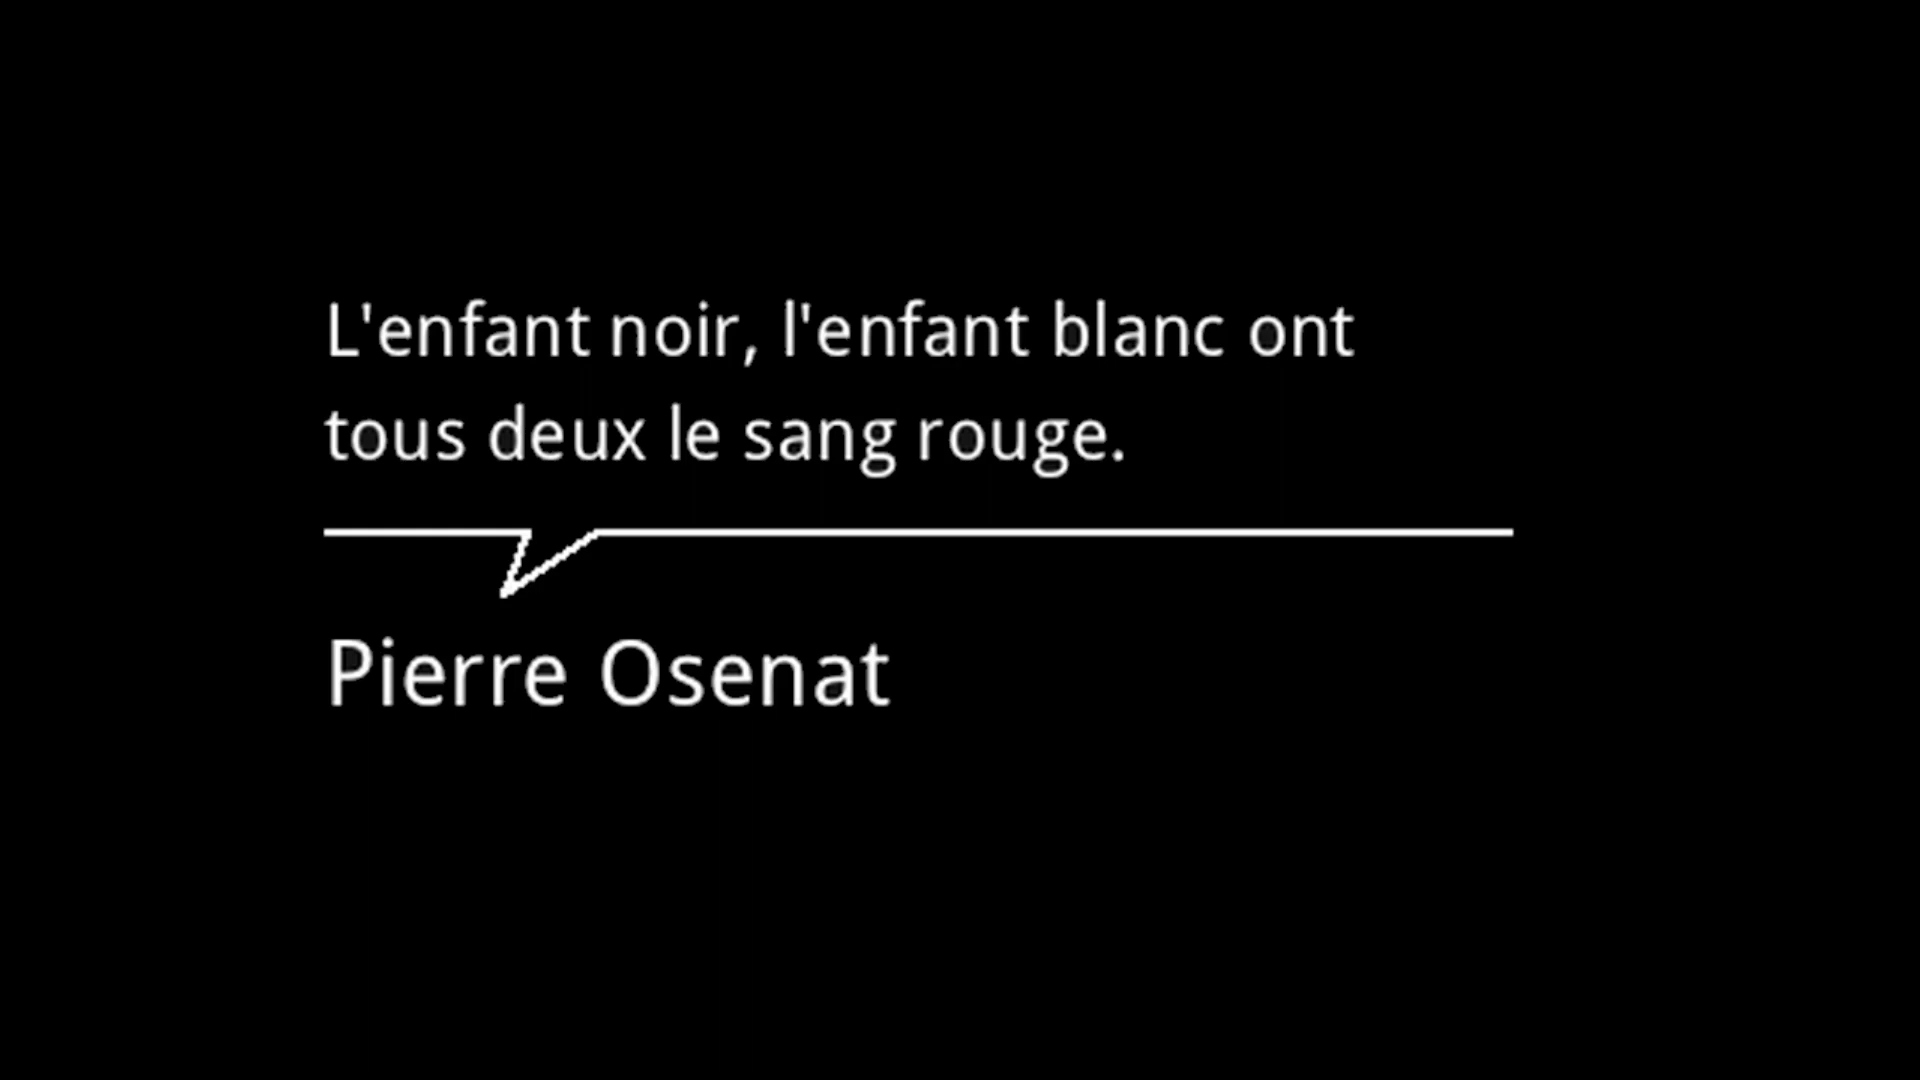 L'enfant noir, l'enfant blanc ont
tous deux le sang rouge.
Pierre Osenat